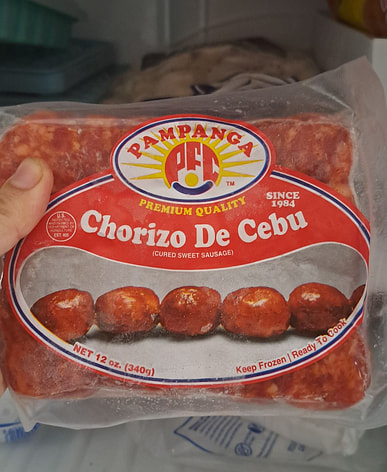 PAMPANGA
PFC
TM
PREMIUM QUALITY
SINCE
1984
Chorizo De Cebu
(CURED SWEET SAUSAGE)
NET 12 oz. (340g)
Keep Frozen | Ready To Cook